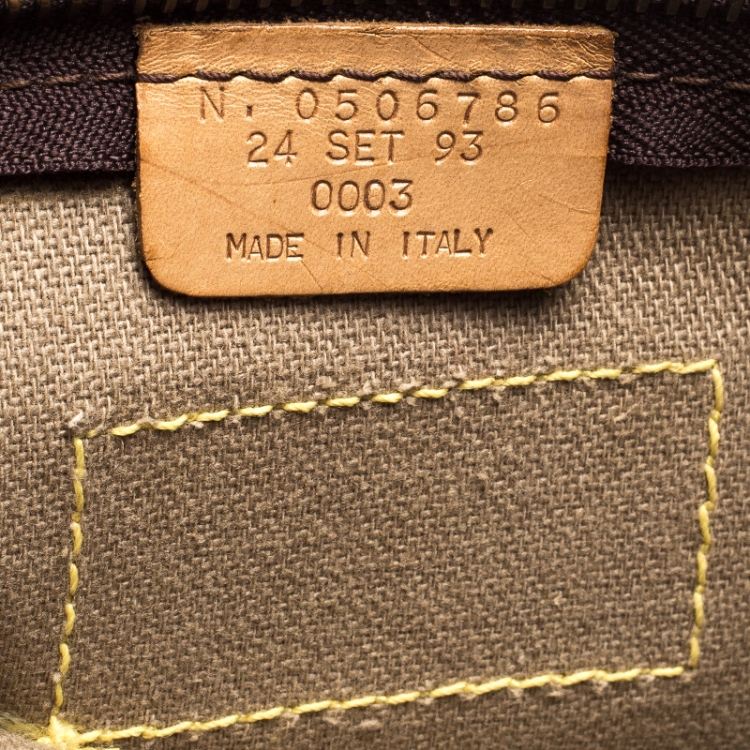 N. 0506786
24 SET 93
0003
MADE IN ITALY